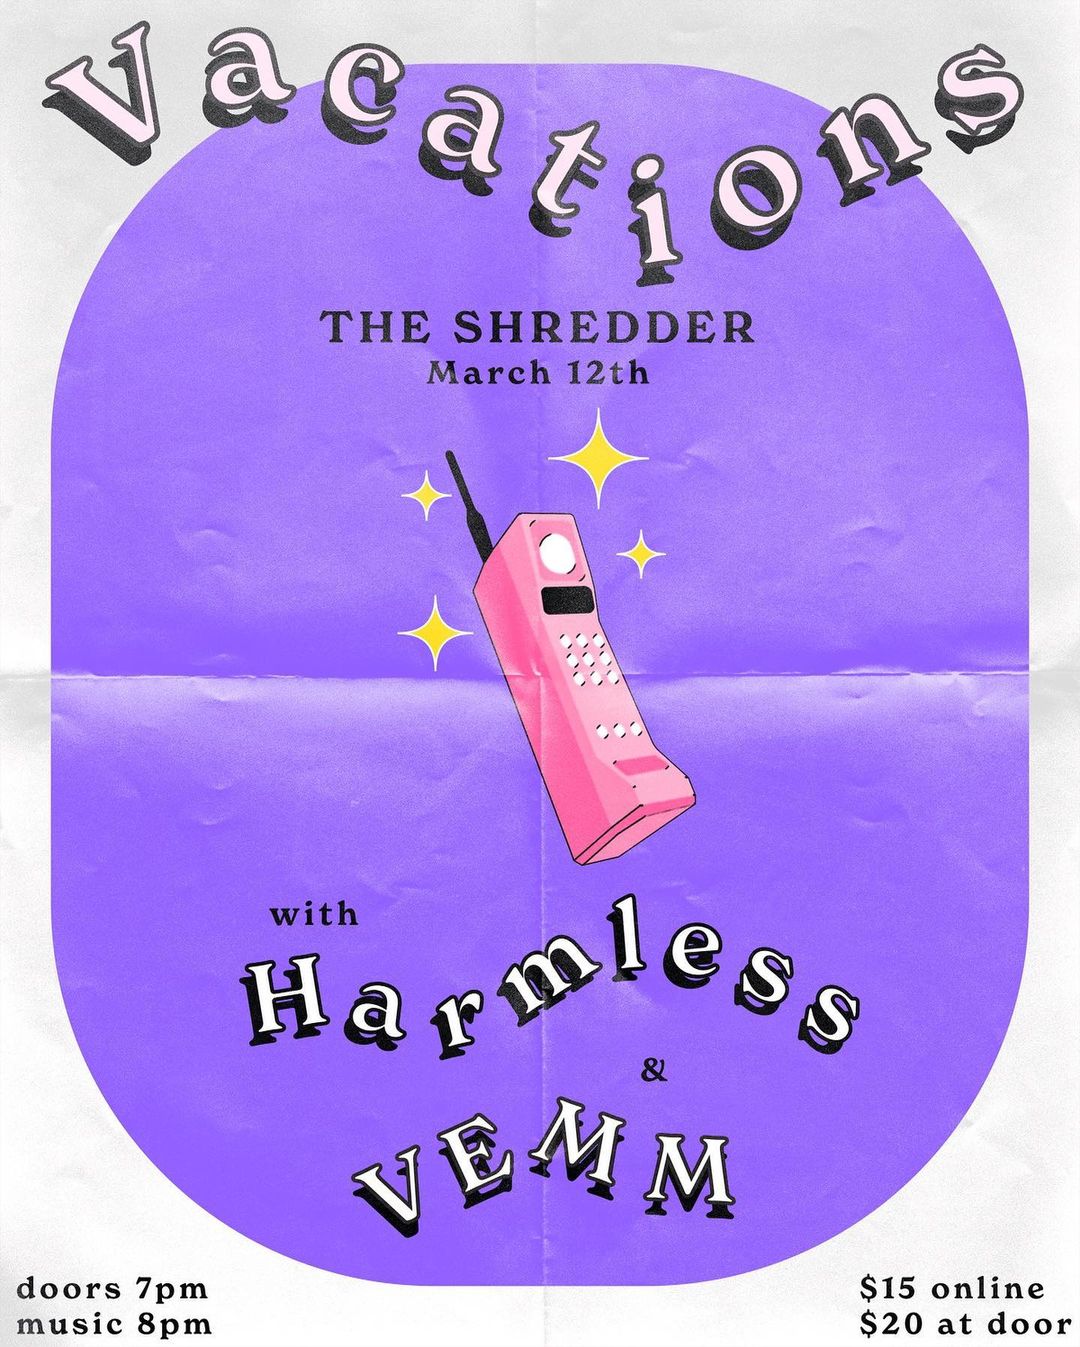 Vacations
THE SHREDDER
March 12th
with
Harmless
&
VEMM
doors 7pm
music 8pm
$15 online
$20 at door